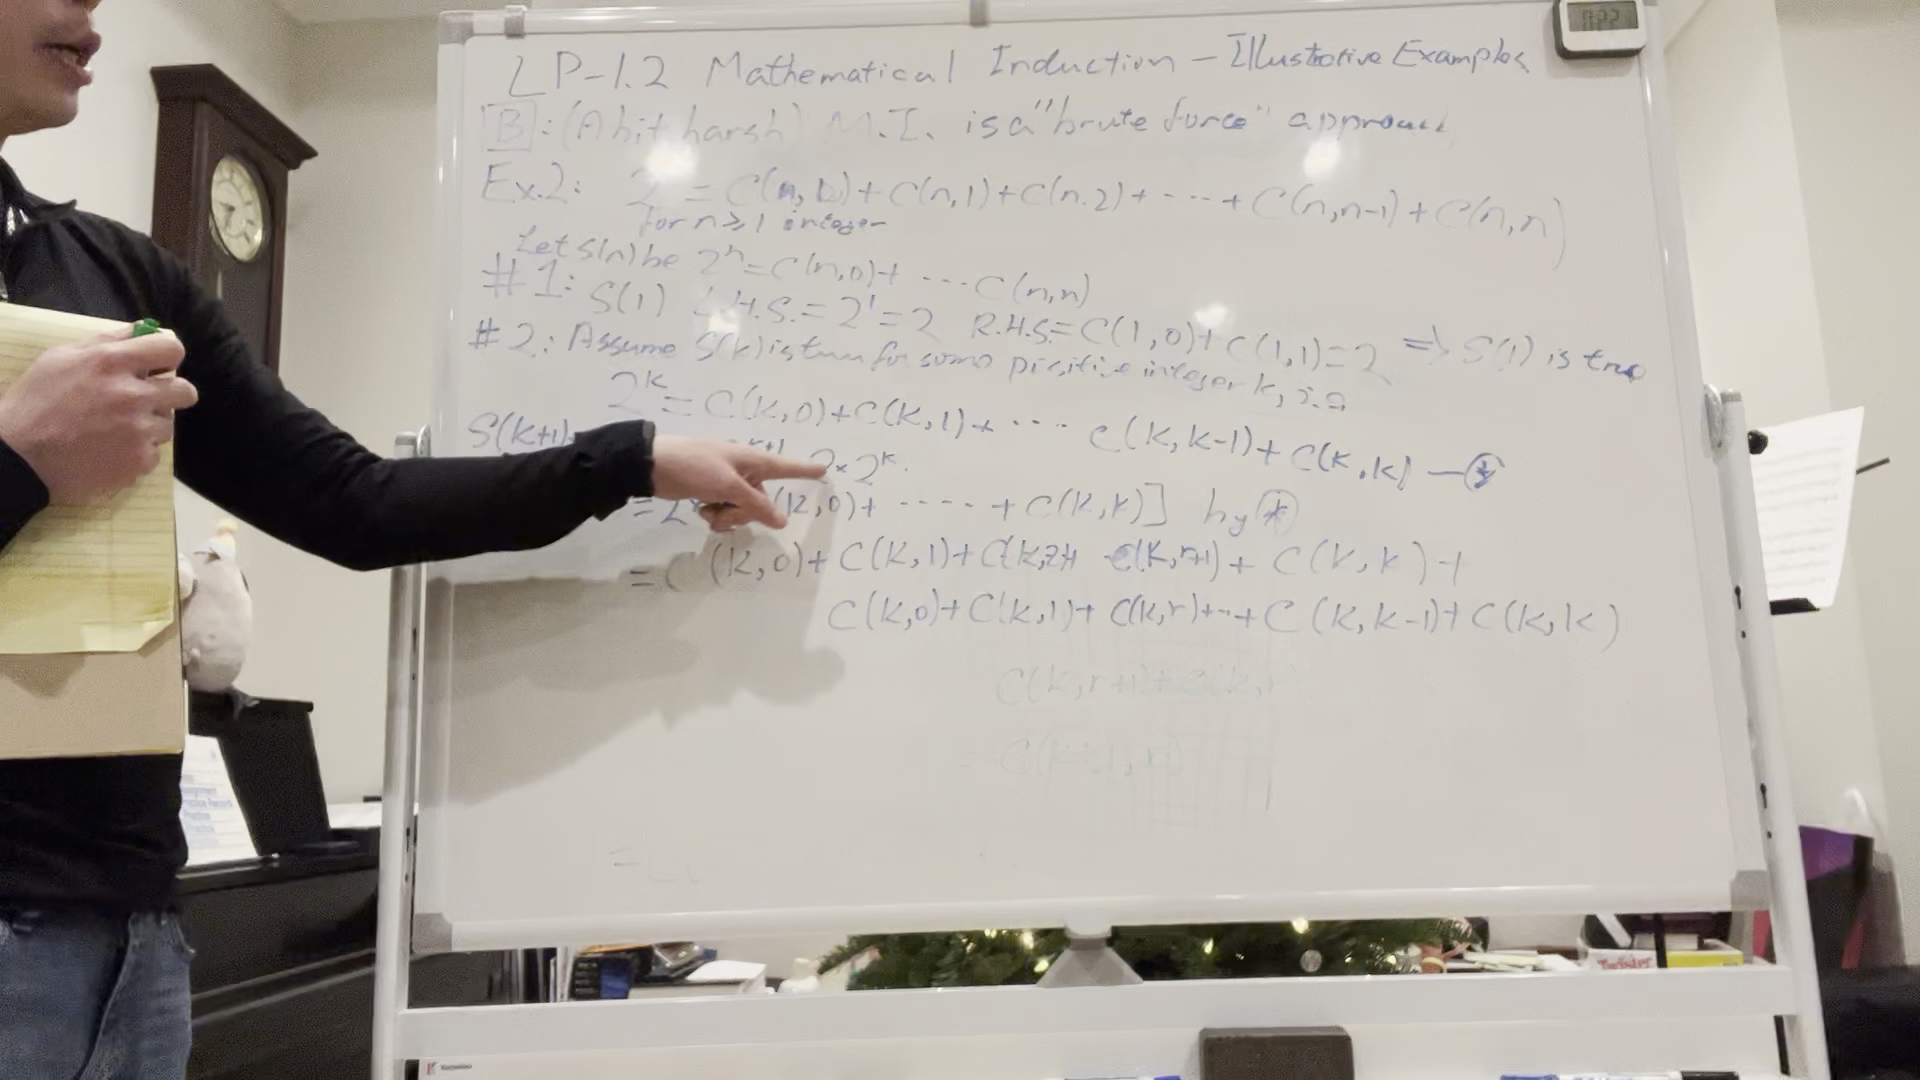 LP-1.2 Mathematical Induction - Illustrative Examples
B: (A bit harsh) M.I. is a "brute force" approach
Ex.2: 2 = C(n,0)+C(n,1)+C(n.2)+ --- + C(n,n-1)+C(n,n)
for n≥1 integer
Let S(n) be 2^n = C(n,0)+ --- C(n,n)
#1: S(1) L.H.S.= 2^1=2 R.H.S= C(1,0)+C(1,1)=2 => S(1) is true
#2: Assume S(k) is true for some positive integer k, i.e
2^k = C(k,0)+C(k,1)+ ---- C(k,k-1)+C(k.k) — (*)
S(k+1) k+1 2×2^k.
(k,0)+ ---- + C(k,k)] by (*)
= C(k,0)+C(k,1)+ C(k,r+1)+ C(k,k)+
C(k,0)+C(k,1)+ C(k,r)+--+C(k,k-1)+C(k,k)
C(k,r+1)+C(k,
Twister